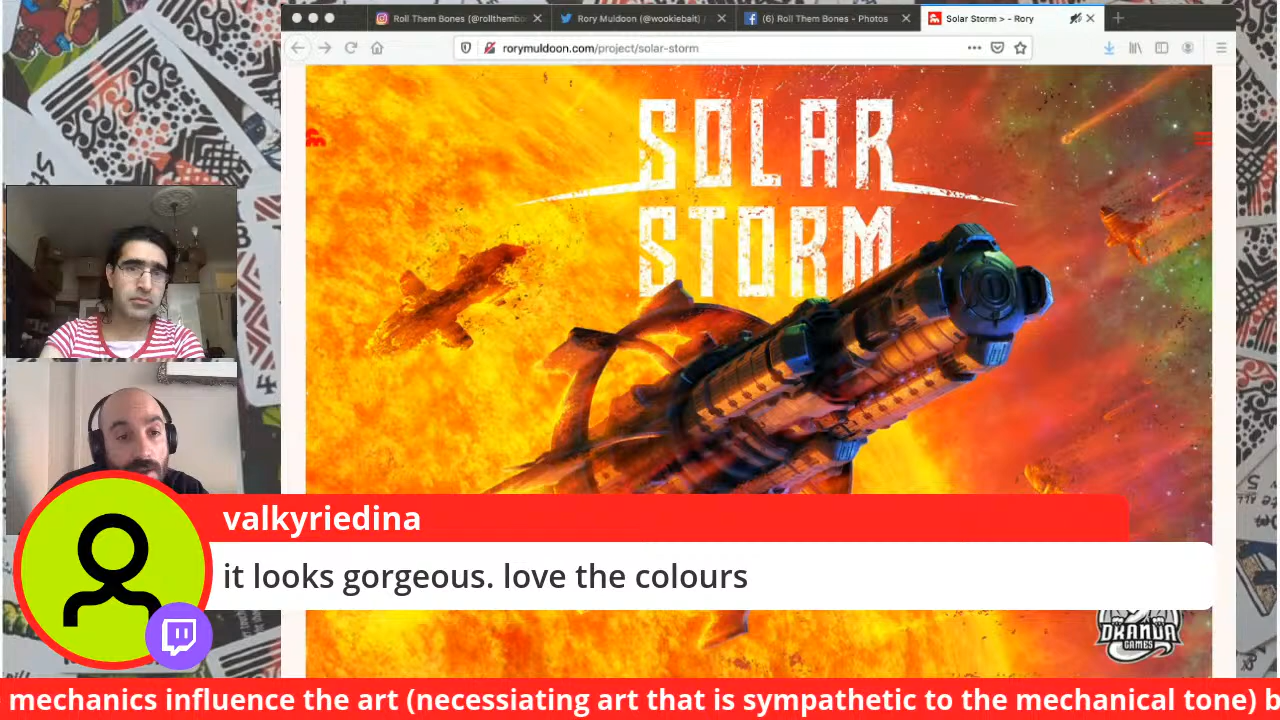 Roll Them Bones (@rollthembo
Rory Muldoon (@wookiebait) /
(6) Roll Them Bones - Photos
Solar Storm > - Rory
rorymuldoon.com/project/solar-storm
SOLAR
STORM
valkyriedina
it looks gorgeous. love the colours
DRANDA
GAMES
mechanics influence the art (necessiating art that is sympathetic to the mechanical tone) b
4
5